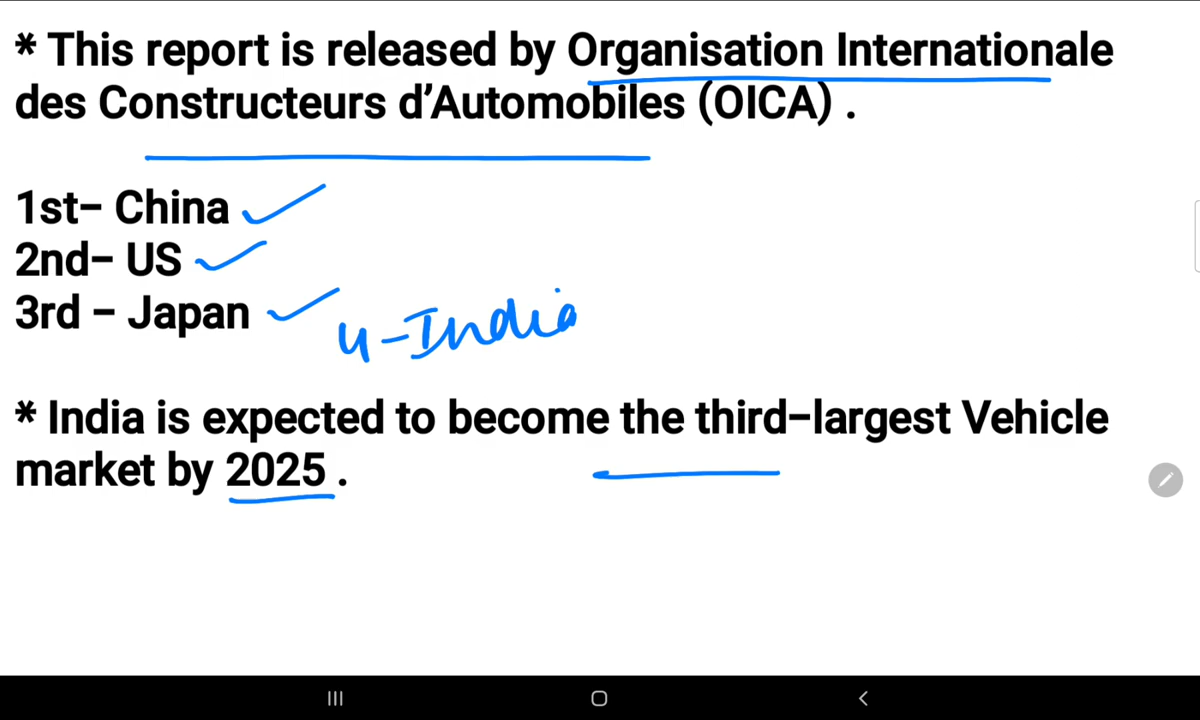 * This report is released by Organisation Internationale
des Constructeurs d’Automobiles (OICA) .
1st– China
2nd– US
3rd – Japan
4-India
* India is expected to become the third-largest Vehicle
market by 2025 .